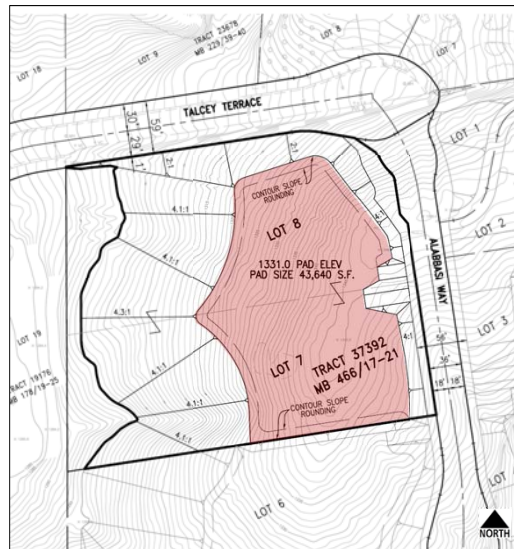 TRACT 23678
MB 229/39-40
LOT 8
LOT 9
LOT 10
LOT 7
TALCEY TERRACE
30'
29'
1'
59'
2:1
2:1
LOT 1
CONTOUR SLOPE
ROUNDING
4.1:1
4:1
LOT 8
LOT 2
1331.0 PAD ELEV
PAD SIZE 43,640 S.F.
4.1:1
ALABBASI WAY
4.3:1
LOT 3
LOT 19
TRACT 19176
MB 178/19-25
LOT 7
TRACT 37392
MB 466/17-21
4:1
56'
36'
18'
18'
4.1:1
CONTOUR SLOPE
ROUNDING
4.1:1
4.1:1
LOT 6
NORTH